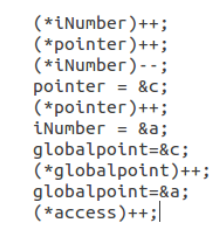 (*iNumber)++;
(*pointer)++;
(*iNumber)--;
pointer = &c;
(*pointer)++;
iNumber = &a;
globalpoint=&c;
(*globalpoint)++;
globalpoint=&a;
(*access)++;